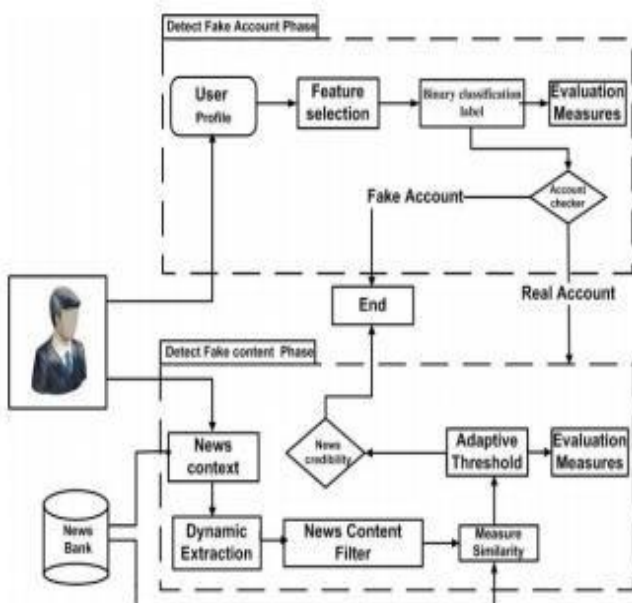 Detect Fake Account Phase
User
Profile
Feature
selection
Binary classification
label
Evaluation
Measures
Account
checker
Fake Account
Real Account
End
Detect Fake content Phase
News
context
News
credibility
Adaptive
Threshold
Evaluation
Measures
News
Bank
Dynamic
Extraction
News Content
Filter
Measure
Similarity